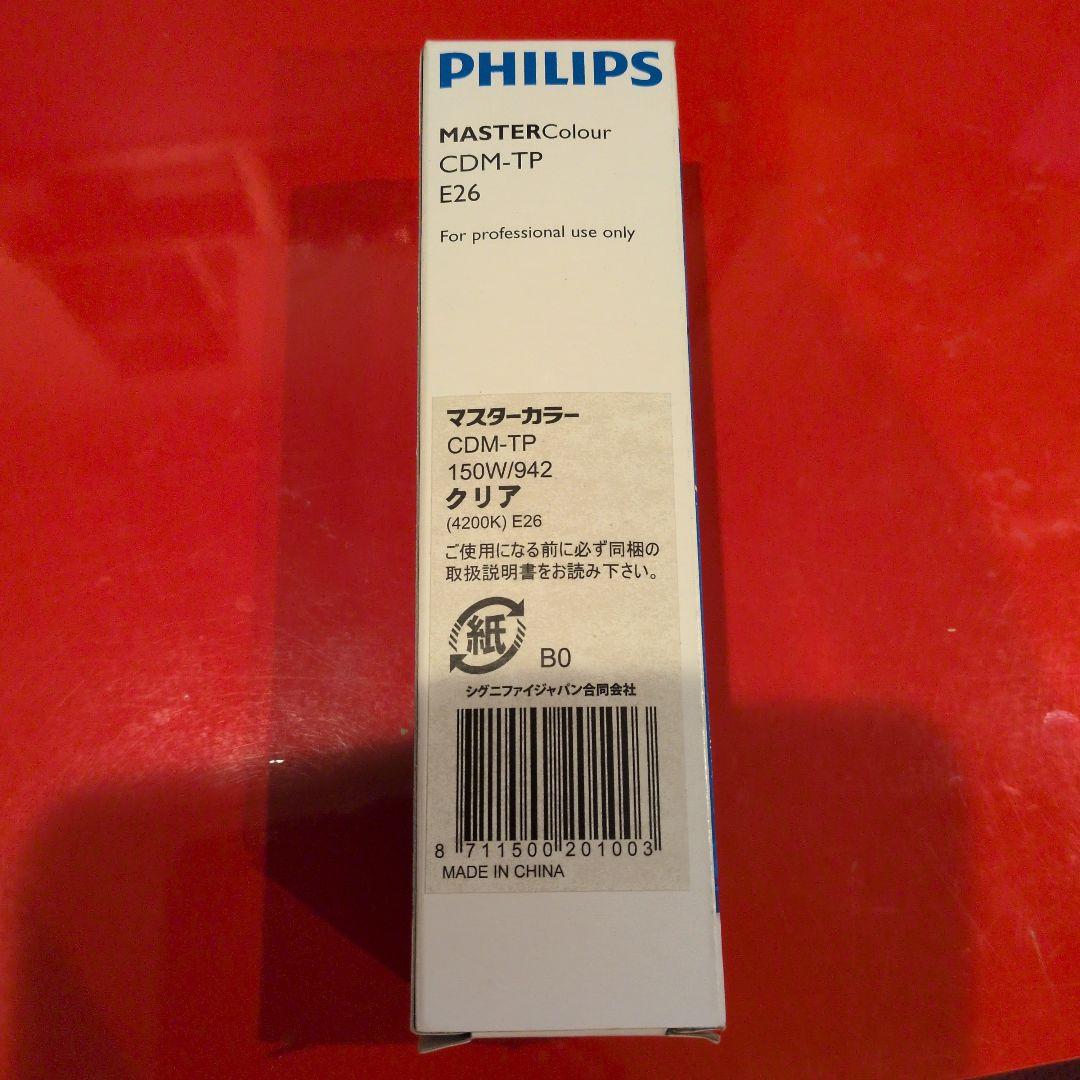 PHILIPS
MASTERColour
CDM-TP
E26
For professional use only
マスターカラー
CDM-TP
150W/942
クリア
(4200K) E26
ご使用になる前に必ず同梱の
取扱説明書をお読み下さい。
紙
B0
シグニファイジャパン合同会社
8 711500 201003
MADE IN CHINA